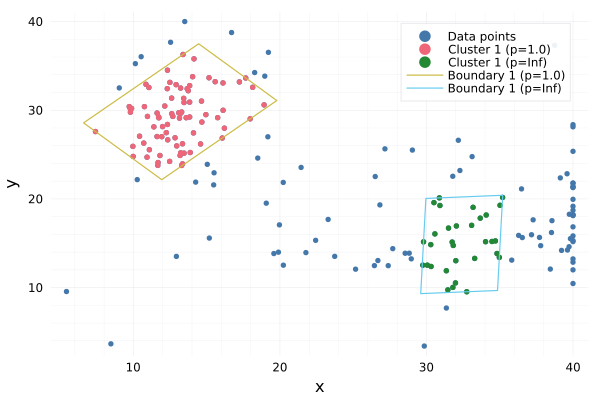 40
30
20
10
y
Data points
Cluster 1 (p=1.0)
Cluster 1 (p=Inf)
Boundary 1 (p=1.0)
Boundary 1 (p=Inf)
10
20
30
40
x